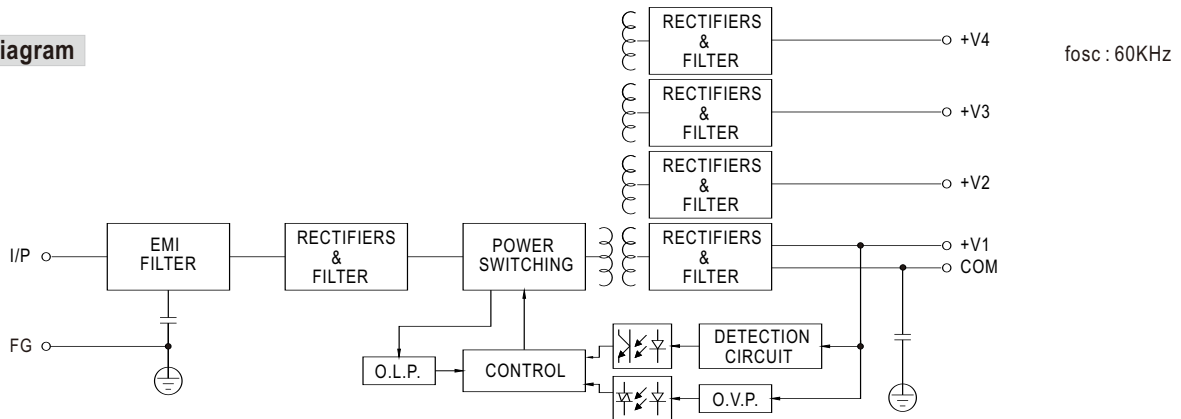 iagram
fosc : 60KHz
RECTIFIERS
&
FILTER
+V4
RECTIFIERS
&
FILTER
+V3
RECTIFIERS
&
FILTER
+V2
I/P
EMI
FILTER
RECTIFIERS
&
FILTER
POWER
SWITCHING
RECTIFIERS
&
FILTER
+V1
COM
FG
O.L.P.
CONTROL
DETECTION
CIRCUIT
O.V.P.